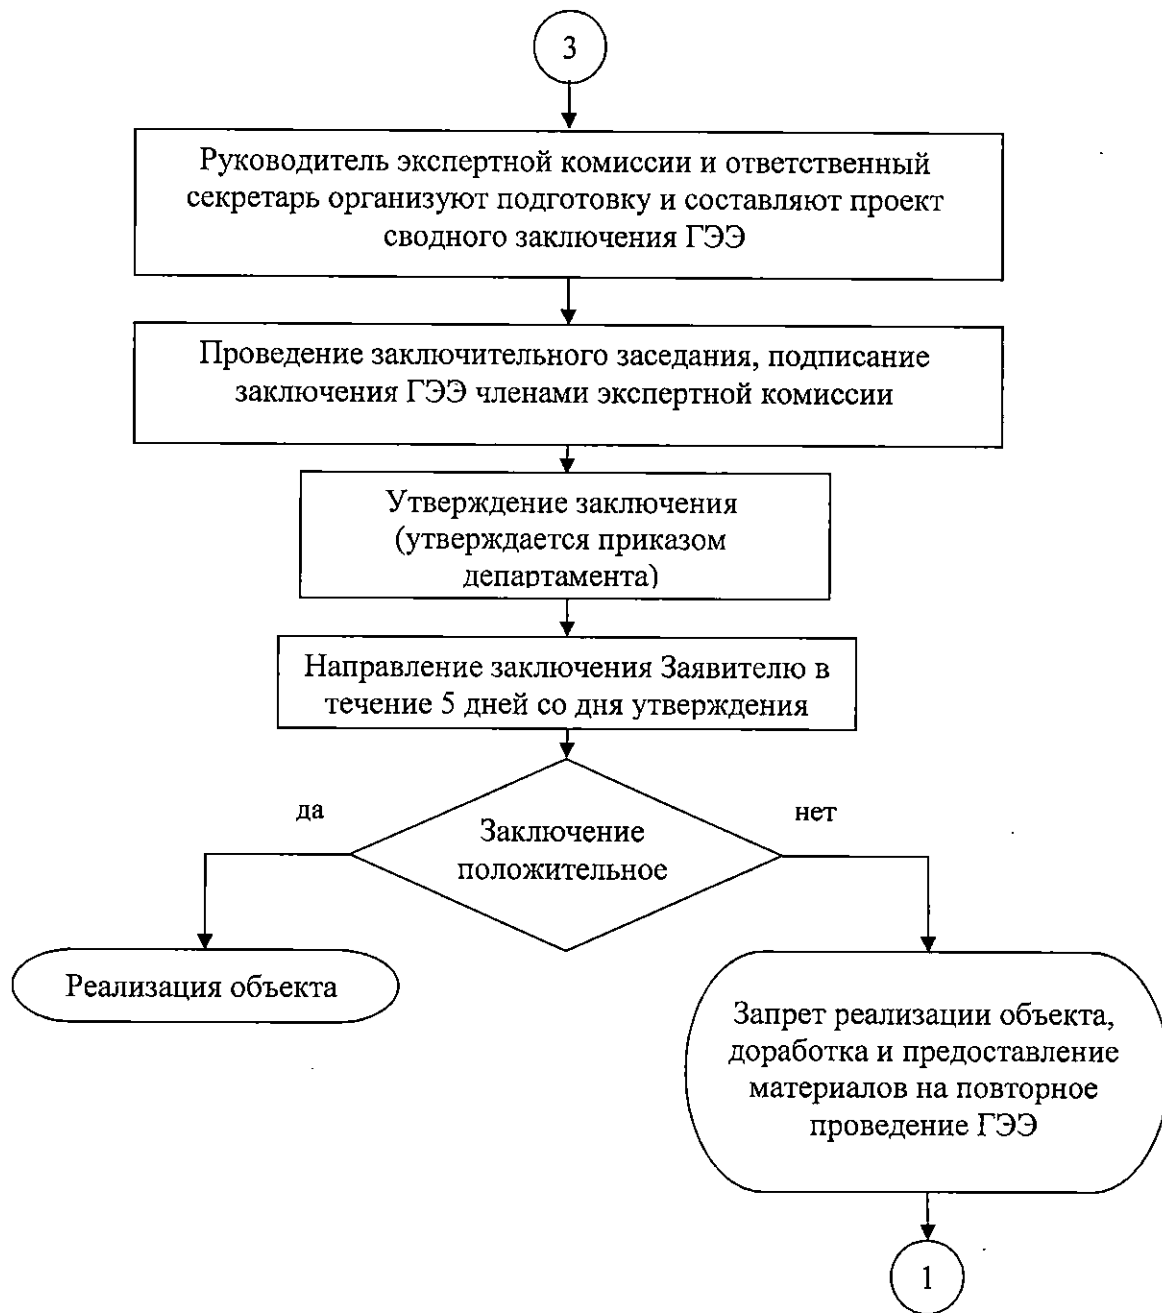 3
Руководитель экспертной комиссии и ответственный
секретарь организуют подготовку и составляют проект
сводного заключения ГЭЭ
Проведение заключительного заседания, подписание
заключения ГЭЭ членами экспертной комиссии
Утверждение заключения
(утверждается приказом
департамента)
Направление заключения Заявителю в
течение 5 дней со дня утверждения
да
нет
Заключение
положительное
Реализация объекта
Запрет реализации объекта,
доработка и предоставление
материалов на повторное
проведение ГЭЭ
1